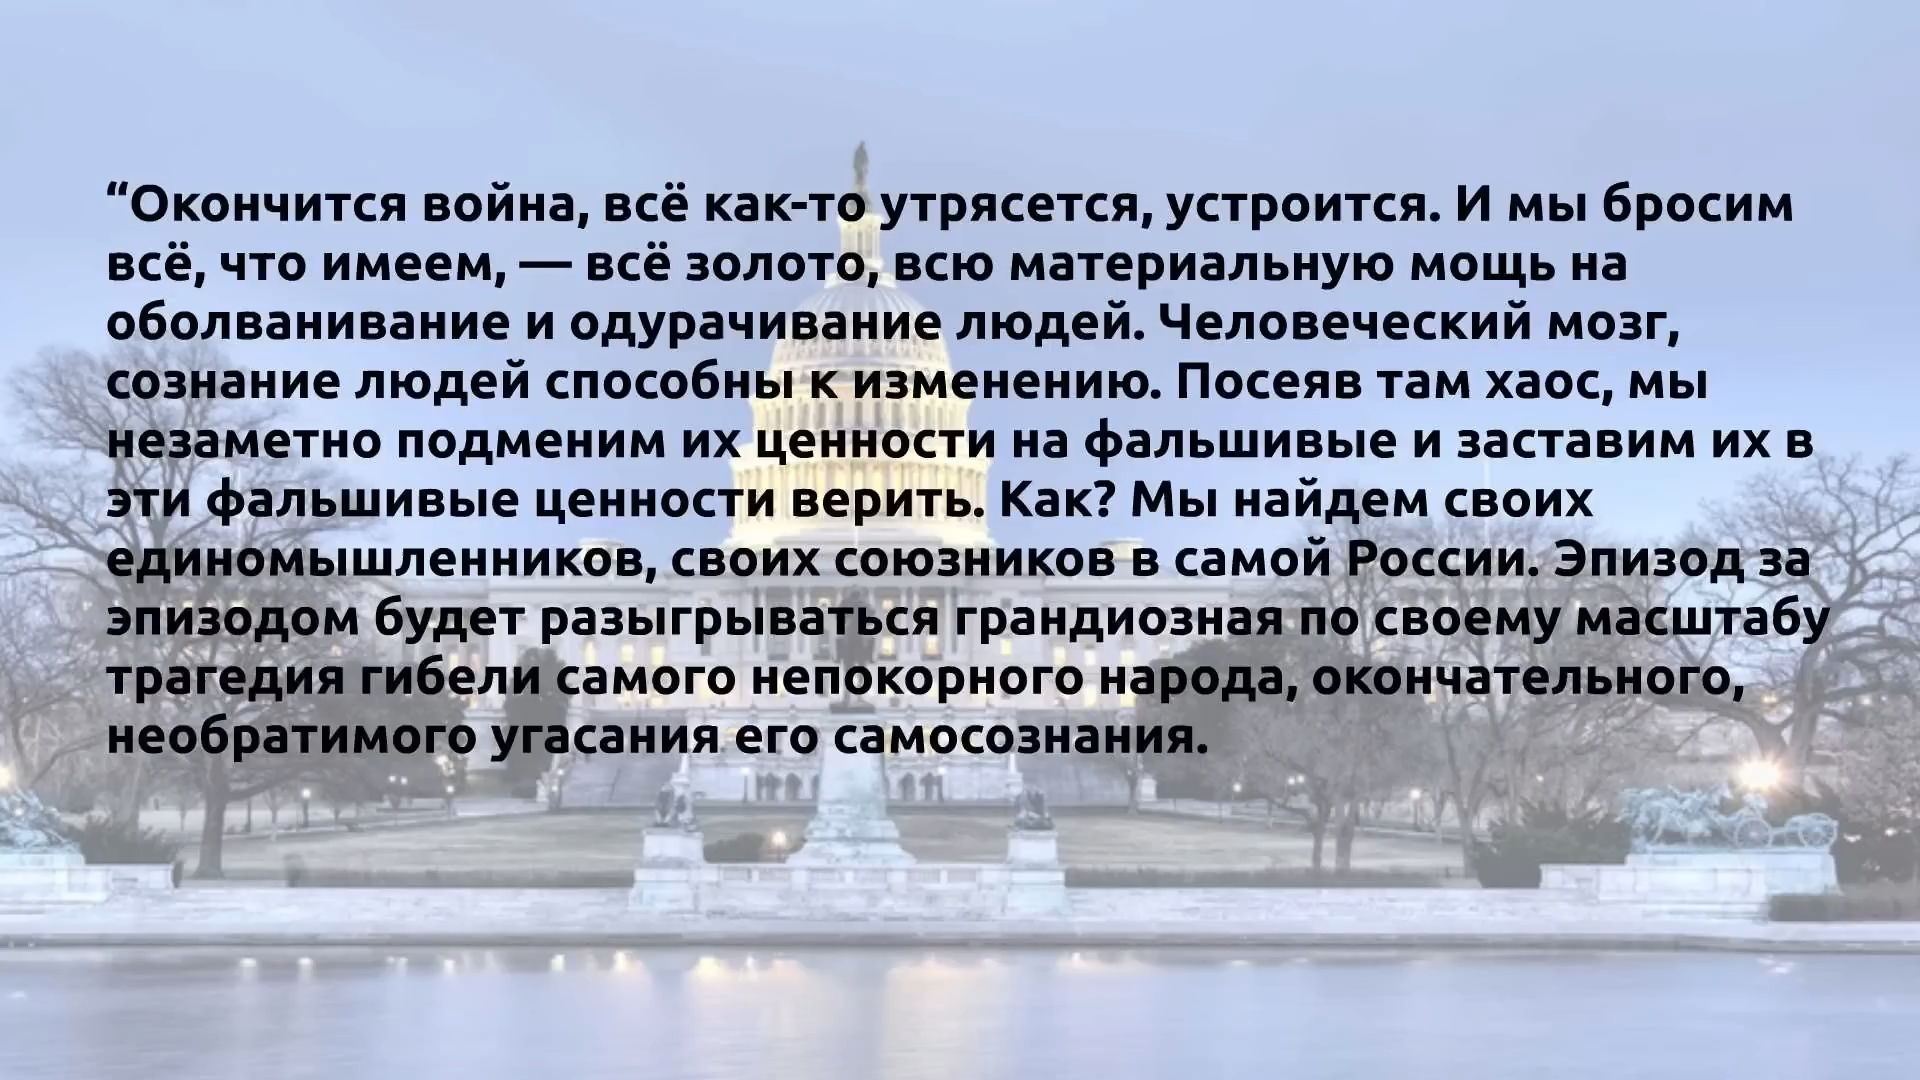 “Окончится война, всё как-то утрясется, устроится. И мы бросим
всё, что имеем, — всё золото, всю материальную мощь на
оболванивание и одурачивание людей. Человеческий мозг,
сознание людей способны к изменению. Посеяв там хаос, мы
незаметно подменим их ценности на фальшивые и заставим их в
эти фальшивые ценности верить. Как? Мы найдем своих
единомышленников, своих союзников в самой России. Эпизод за
эпизодом будет разыгрываться грандиозная по своему масштабу
трагедия гибели самого непокорного народа, окончательного,
необратимого угасания его самосознания.